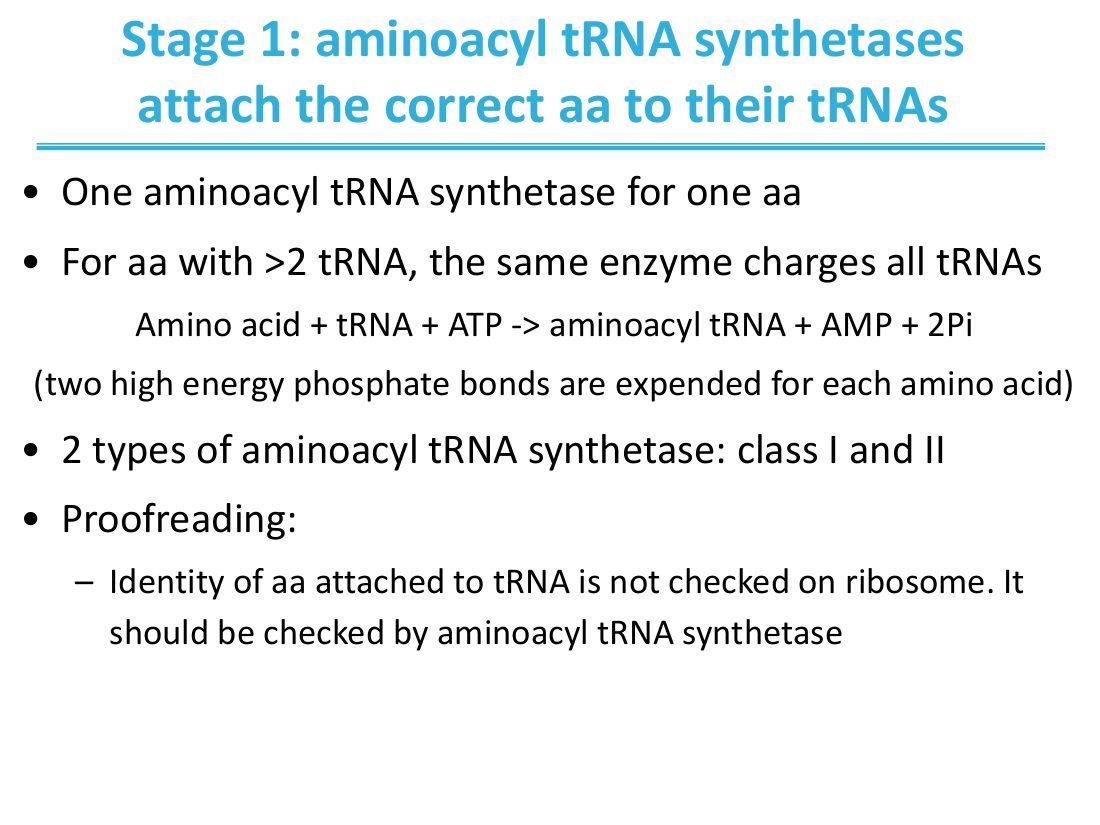 Stage 1: aminoacyl tRNA synthetases
attach the correct aa to their tRNAs
• One aminoacyl tRNA synthetase for one aa
• For aa with >2 tRNA, the same enzyme charges all tRNAs
Amino acid + tRNA + ATP -> aminoacyl tRNA + AMP + 2Pi
(two high energy phosphate bonds are expended for each amino acid)
• 2 types of aminoacyl tRNA synthetase: class I and II
• Proofreading:
– Identity of aa attached to tRNA is not checked on ribosome. It
should be checked by aminoacyl tRNA synthetase